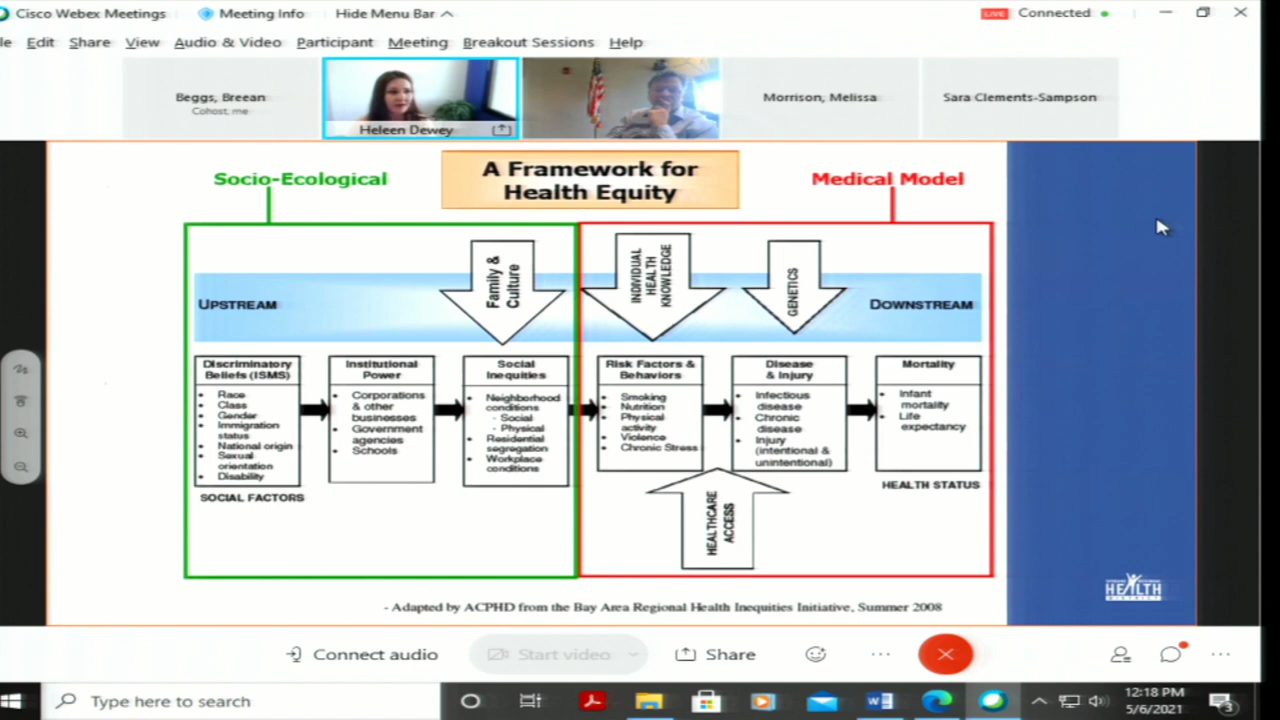 Cisco Webex Meetings
Meeting Info
Hide Menu Bar
LIVE
Connected
le Edit Share View Audio & Video Participant Meeting Breakout Sessions Help
Beggs, Breean
Cohost, me
Heleen Dewey
Morrison, Melissa
Sara Clements-Sampson
Socio-Ecological
A Framework for
Health Equity
Medical Model
UPSTREAM
Family &
Culture
INDIVIDUAL
HEALTH
KNOWLEDGE
GENETICS
DOWNSTREAM
Discriminatory
Beliefs (ISMS)
• Race
• Class
• Gender
• Immigration
status
• National origin
• Sexual
orientation
• Disability
Institutional
Power
• Corporations
& other
businesses
• Government
agencies
• Schools
Social
Inequities
• Neighborhood
conditions
- Social
- Physical
• Residential
segregation
• Workplace
conditions
Risk Factors &
Behaviors
• Smoking
• Nutrition
• Physical
activity
• Violence
• Chronic Stress
Disease
& Injury
• Infectious
disease
• Chronic
disease
• Injury
(intentional &
unintentional)
Mortality
• Infant
mortality
• Life
expectancy
SOCIAL FACTORS
HEALTH STATUS
HEALTHCARE
ACCESS
- Adapted by ACPHD from the Bay Area Regional Health Inequities Initiative, Summer 2008
HEALTH
DISTRICT
Connect audio
Start video
Share
Type here to search
12:18 PM
5/6/2021
3